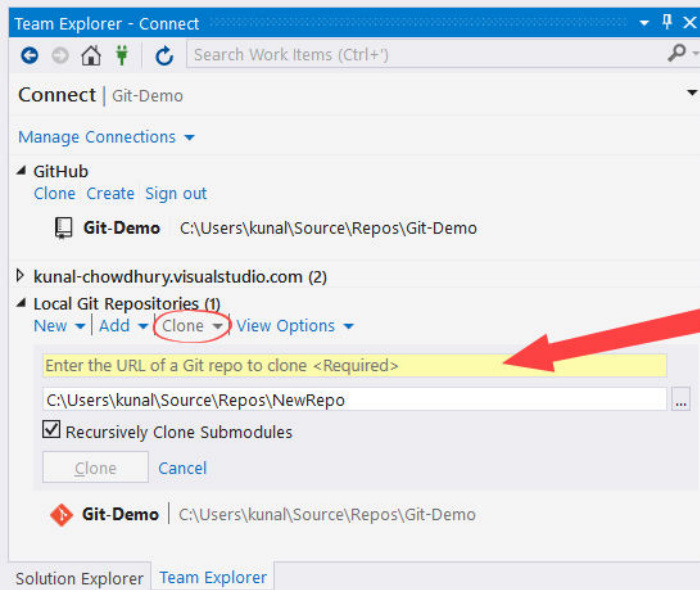 Team Explorer - Connect
Search Work Items (Ctrl+')
Connect | Git-Demo
Manage Connections
GitHub
Clone Create Sign out
Git-Demo C:\Users\kunal\Source\Repos\Git-Demo
kunal-chowdhury.visualstudio.com (2)
Local Git Repositories (1)
New Add Clone View Options
Enter the URL of a Git repo to clone <Required>
C:\Users\kunal\Source\Repos\NewRepo ...
Recursively Clone Submodules
Clone Cancel
Git-Demo C:\Users\kunal\Source\Repos\Git-Demo
Solution Explorer Team Explorer